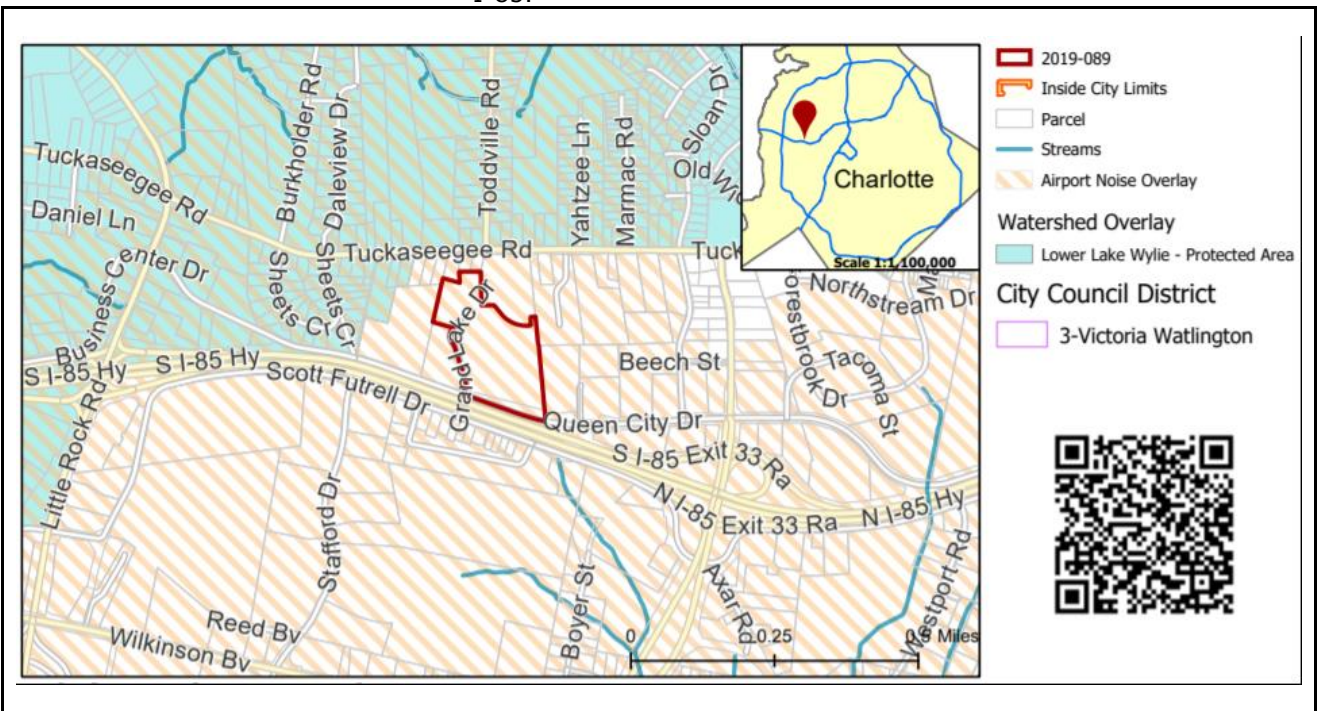 Burkholder Rd
Daleview Dr
Toddville Rd
Yahtzee Ln
Marmac Rd
Sloan Dr
Old
Tuckaseegee Rd
Daniel Ln
Center Dr
Business
Sheets Cr
Sheets Cr
Tuckaseegee Rd
Tuck
Charlotte
Scale 1:1,100,000
Northstream Dr
Forestbrook Dr
Tacoma St
Grand Lake Dr
Beech St
S I-85 Hy
S I-85 Hy
Scott Futrell Dr
Queen City Dr
Little Rock Rd
S I-85 Exit 33 Ra
N I-85 Exit 33 Ra
N I-85 Hy
Stafford Dr
Boyer St
Axar Rd
Westport Rd
Reed Bv
Wilkinson Bv
0
0.25
0.5 Miles
2019-089
Inside City Limits
Parcel
Streams
Airport Noise Overlay
Watershed Overlay
Lower Lake Wylie - Protected Area
City Council District
3-Victoria Watlington